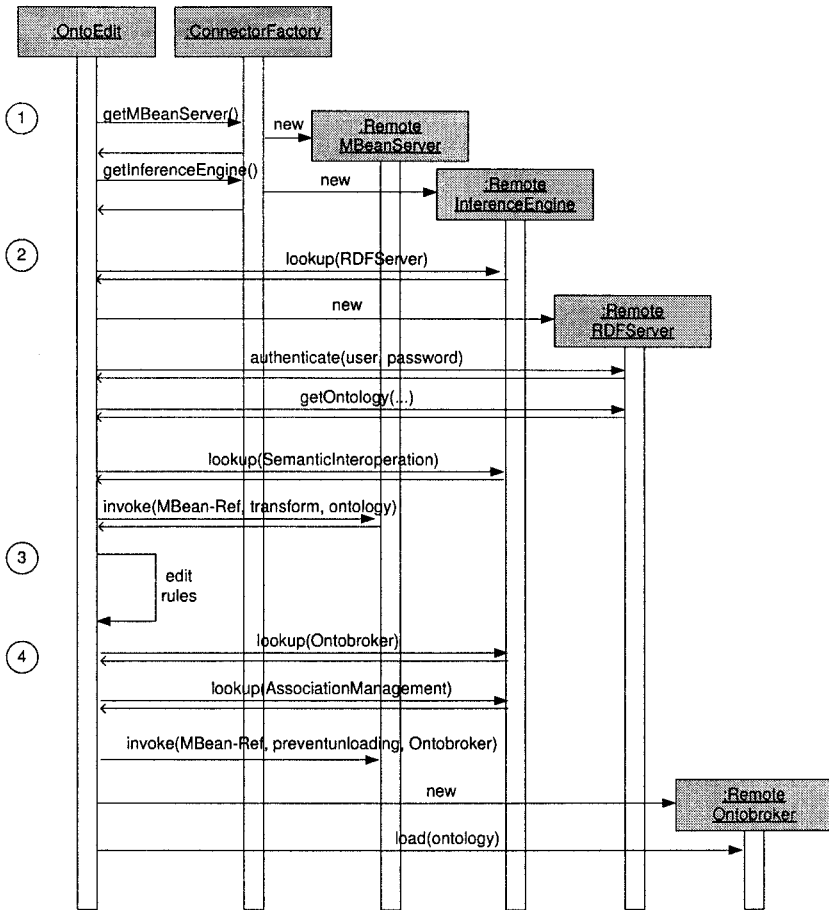 :OntoEdit
:ConnectorFactory
1
getMBeanServer()
new
:Remote
MBeanServer
getInferenceEngine()
new
:Remote
InferenceEngine
2
lookup(RDFServer)
new
:Remote
RDFServer
authenticate(user, password)
getOntology(...)
lookup(SemanticInteroperation)
invoke(MBean-Ref, transform, ontology)
3
edit
rules
4
lookup(Ontobroker)
lookup(AssociationManagement)
invoke(MBean-Ref, preventunloading, Ontobroker)
new
:Remote
Ontobroker
load(ontology)